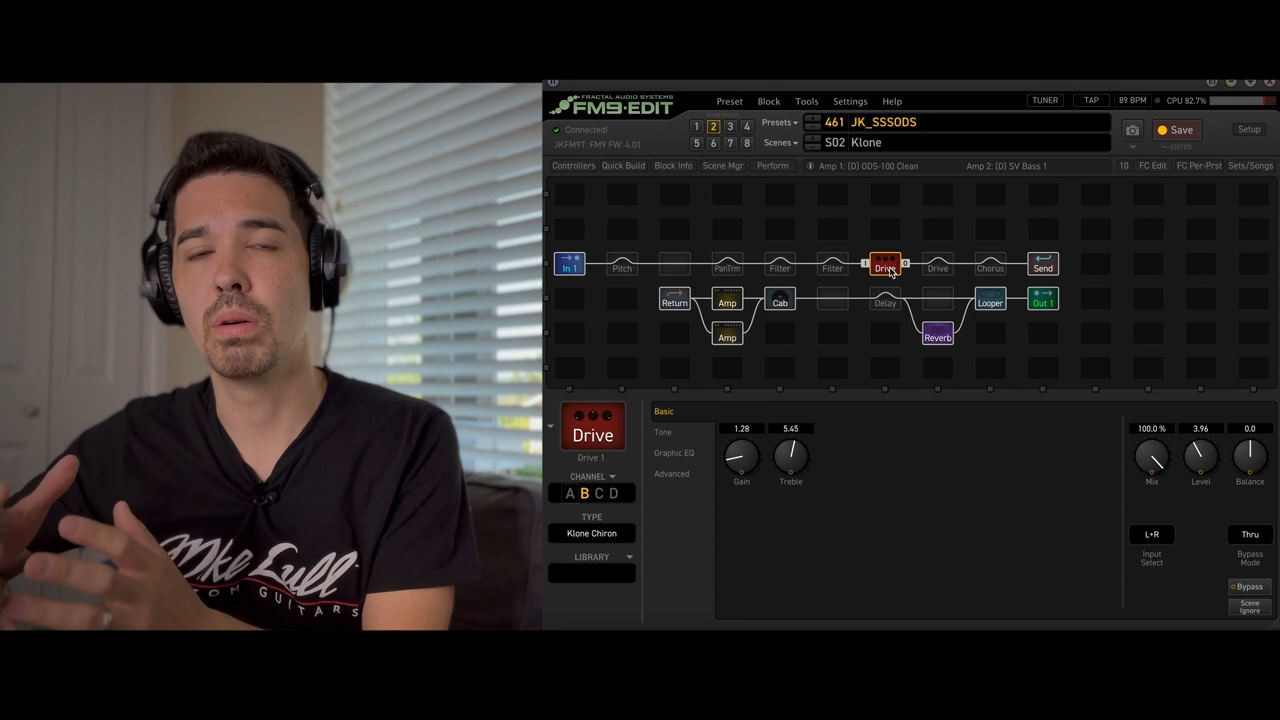 FRACTAL AUDIO SYSTEMS
FM9-EDIT
Preset Block Tools Settings Help
TUNER TAP 89 BPM CPU 82.7%
Connected!
JKFM9T: FM9 FW: 4.01
1 2 3 4
5 6 7 8
Presets 461 JK_SSSODS
Scenes S02 Klone
Save
EDITED
Setup
Controllers Quick Build Block Info Scene Mgr Perform
Amp 1: (D) ODS-100 Clean Amp 2: (D) SV Bass 1
10 FC Edit FC Per-Prst Sets/Songs
In 1 Pitch PanTrm Filter Filter I Drive O Drive Chorus Send
Return Amp Cab Delay Looper Out 1
Amp Reverb
Drive
Drive 1
CHANNEL
A B C D
TYPE
Klone Chiron
LIBRARY
Basic
Tone
Graphic EQ
Advanced
1.28 5.45
Gain Treble
100.0 % 3.96 0.0
Mix Level Balance
L+R Thru
Input Select
Bypass Mode
Bypass
Scene Ignore
Mike Lull
CUSTOM GUITARS